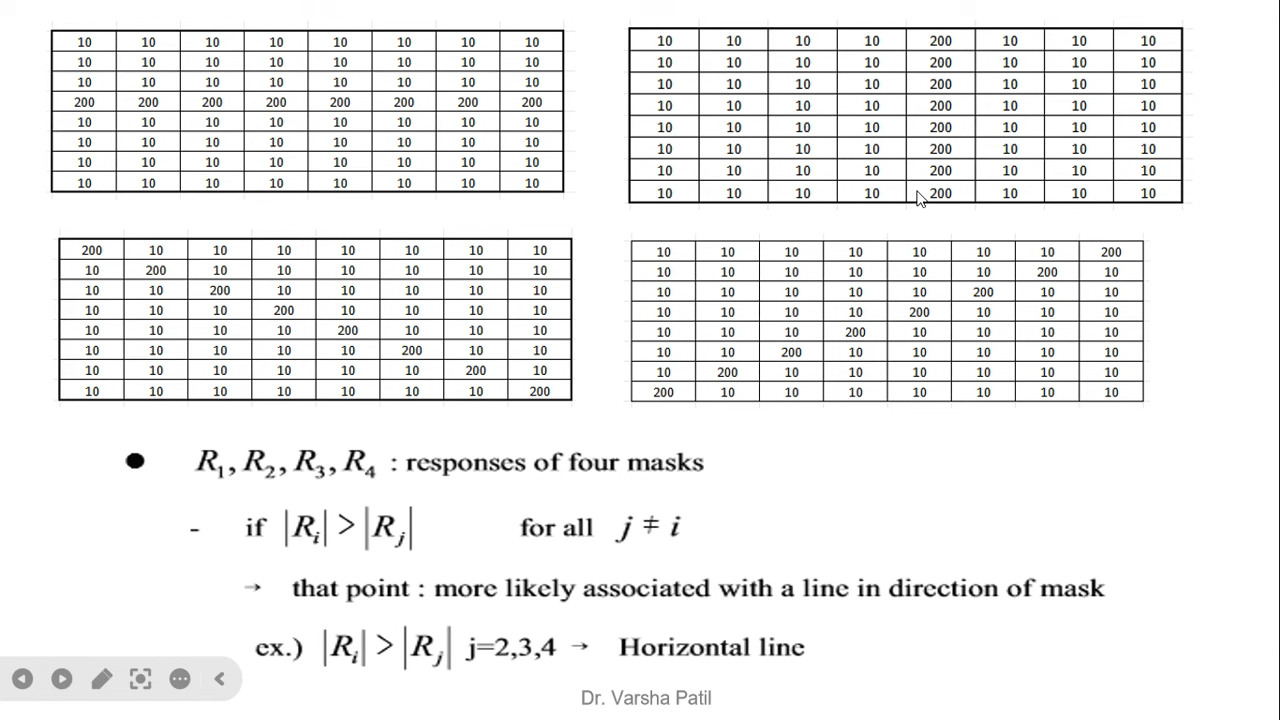 10 10 10 10 10 10 10 10
10 10 10 10 10 10 10 10
10 10 10 10 10 10 10 10
200 200 200 200 200 200 200 200
10 10 10 10 10 10 10 10
10 10 10 10 10 10 10 10
10 10 10 10 10 10 10 10
10 10 10 10 10 10 10 10
10 10 10 10 200 10 10 10
10 10 10 10 200 10 10 10
10 10 10 10 200 10 10 10
10 10 10 10 200 10 10 10
10 10 10 10 200 10 10 10
10 10 10 10 200 10 10 10
10 10 10 10 200 10 10 10
10 10 10 10 200 10 10 10
200 10 10 10 10 10 10 10
10 200 10 10 10 10 10 10
10 10 200 10 10 10 10 10
10 10 10 200 10 10 10 10
10 10 10 10 200 10 10 10
10 10 10 10 10 200 10 10
10 10 10 10 10 10 200 10
10 10 10 10 10 10 10 200
10 10 10 10 10 10 10 200
10 10 10 10 10 10 200 10
10 10 10 10 10 200 10 10
10 10 10 10 200 10 10 10
10 10 10 200 10 10 10 10
10 10 200 10 10 10 10 10
10 200 10 10 10 10 10 10
200 10 10 10 10 10 10 10
● R₁, R₂, R₃, R₄ : responses of four masks
- if |Rᵢ| > |Rⱼ| for all j ≠ i
→ that point : more likely associated with a line in direction of mask
ex.) |Rᵢ| > |Rⱼ| j=2,3,4 → Horizontal line
Dr. Varsha Patil